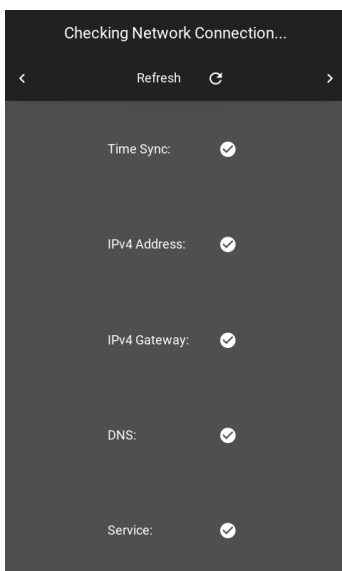 Checking Network Connection...
Refresh
Time Sync:
IPv4 Address:
IPv4 Gateway:
DNS:
Service: